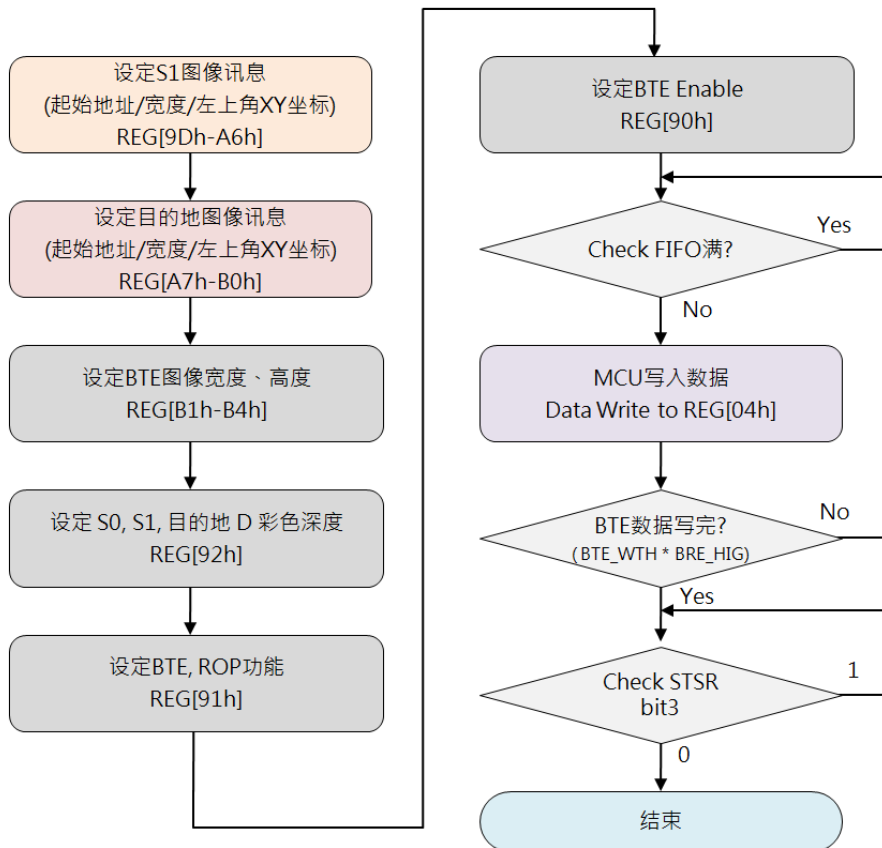 设定S1图像讯息
(起始地址/宽度/左上角XY坐标)
REG[9Dh-A6h]
设定目的地图像讯息
(起始地址/宽度/左上角XY坐标)
REG[A7h-B0h]
设定BTE图像宽度、高度
REG[B1h-B4h]
设定 S0, S1, 目的地 D 彩色深度
REG[92h]
设定BTE, ROP功能
REG[91h]
设定BTE Enable
REG[90h]
Check FIFO满?
Yes
No
MCU写入数据
Data Write to REG[04h]
BTE数据写完?
( BTE_WTH * BRE_HIG)
No
Yes
Check STSR
bit3
1
0
结束